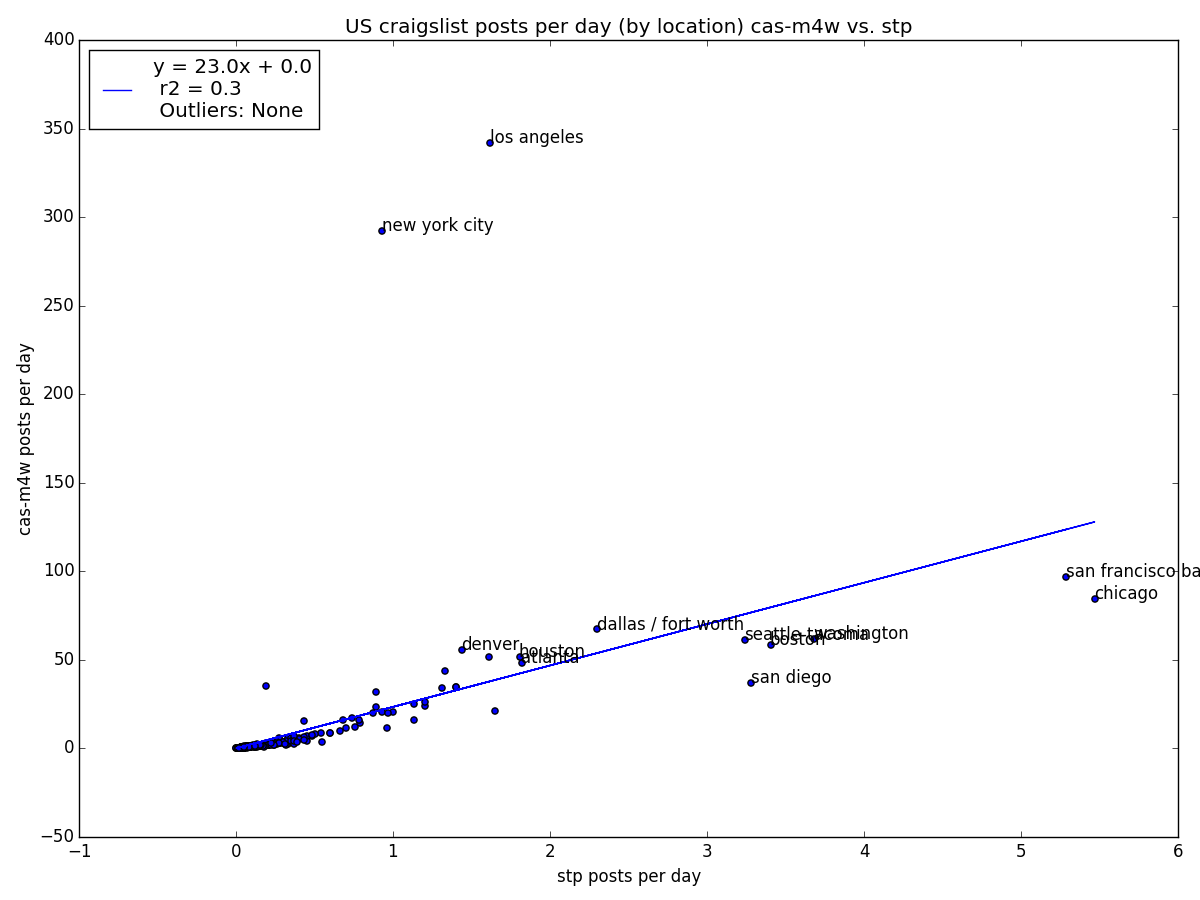 US craigslist posts per day (by location) cas-m4w vs. stp
400
350
300
250
200
150
100
50
0
−50
y = 23.0x + 0.0
r2 = 0.3
Outliers: None
los angeles
new york city
san francisco ba
chicago
dallas / fort worth
seattle-tacoma
washington
boston
denver
houston
atlanta
san diego
cas-m4w posts per day
−1
0
1
2
3
4
5
6
stp posts per day